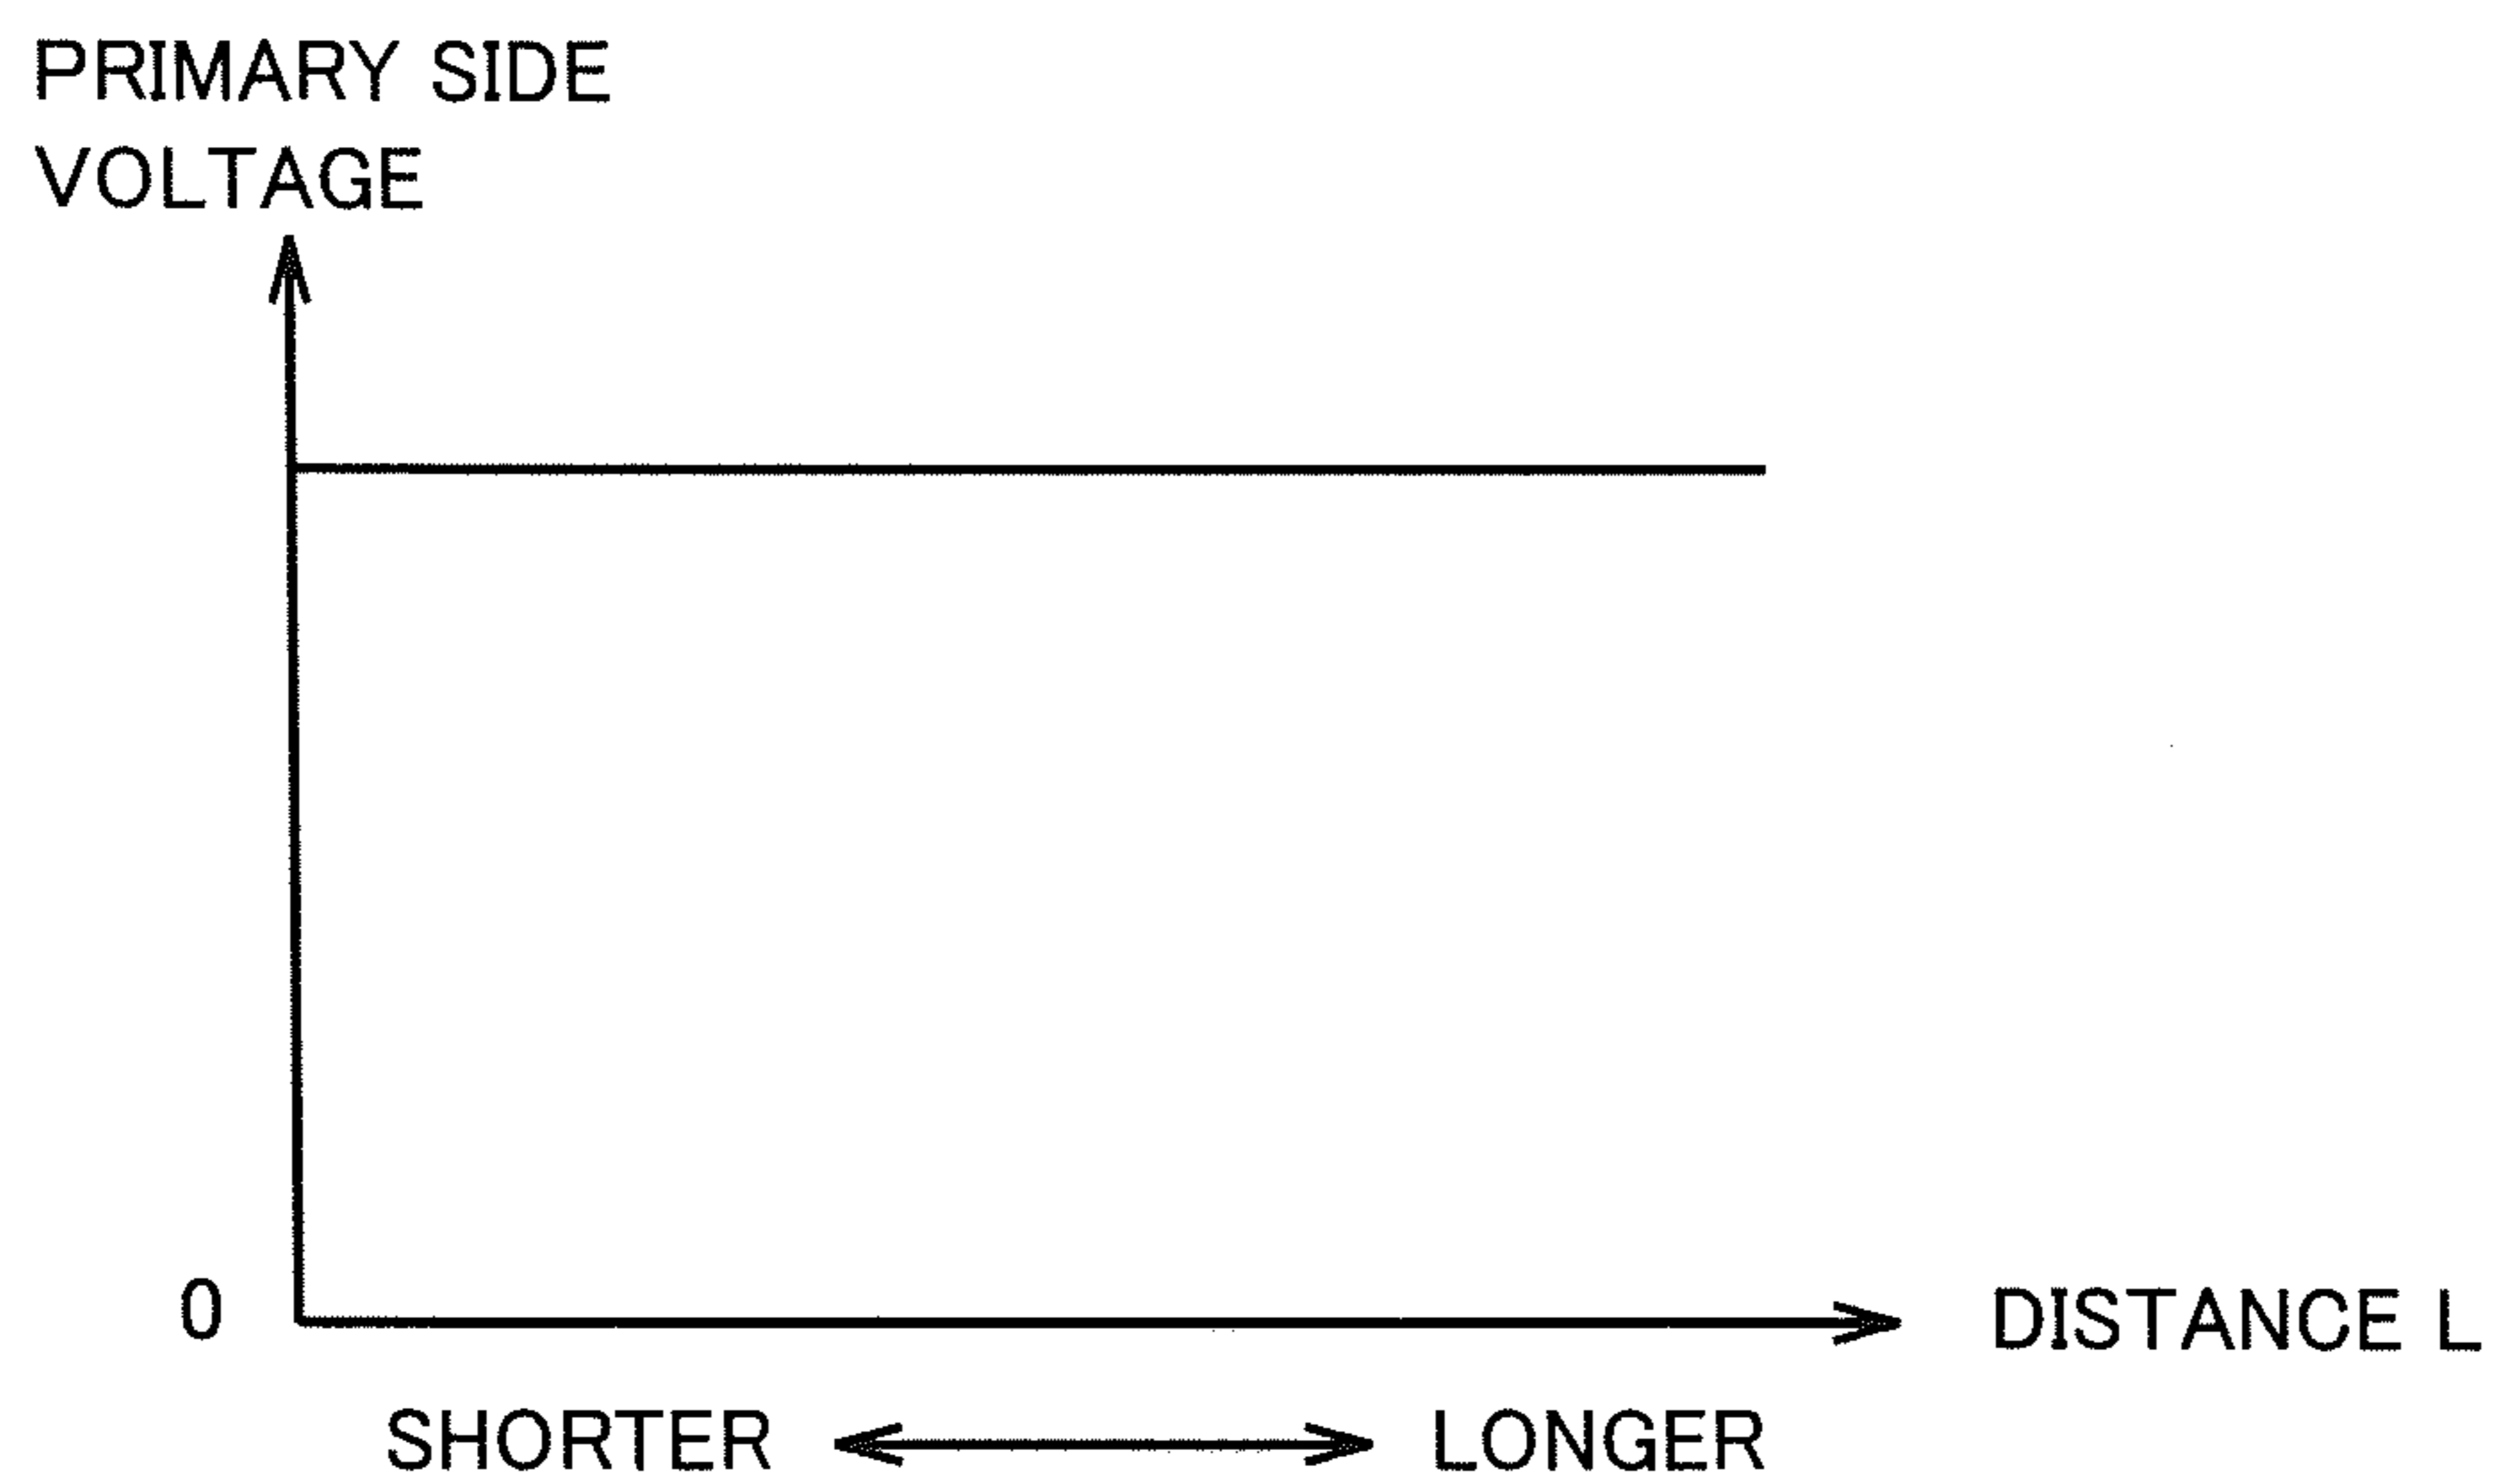 PRIMARY SIDE
VOLTAGE
0
DISTANCE L
SHORTER
LONGER